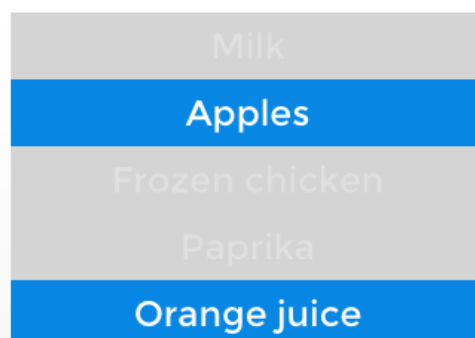 Milk
Apples
Frozen chicken
Paprika
Orange juice